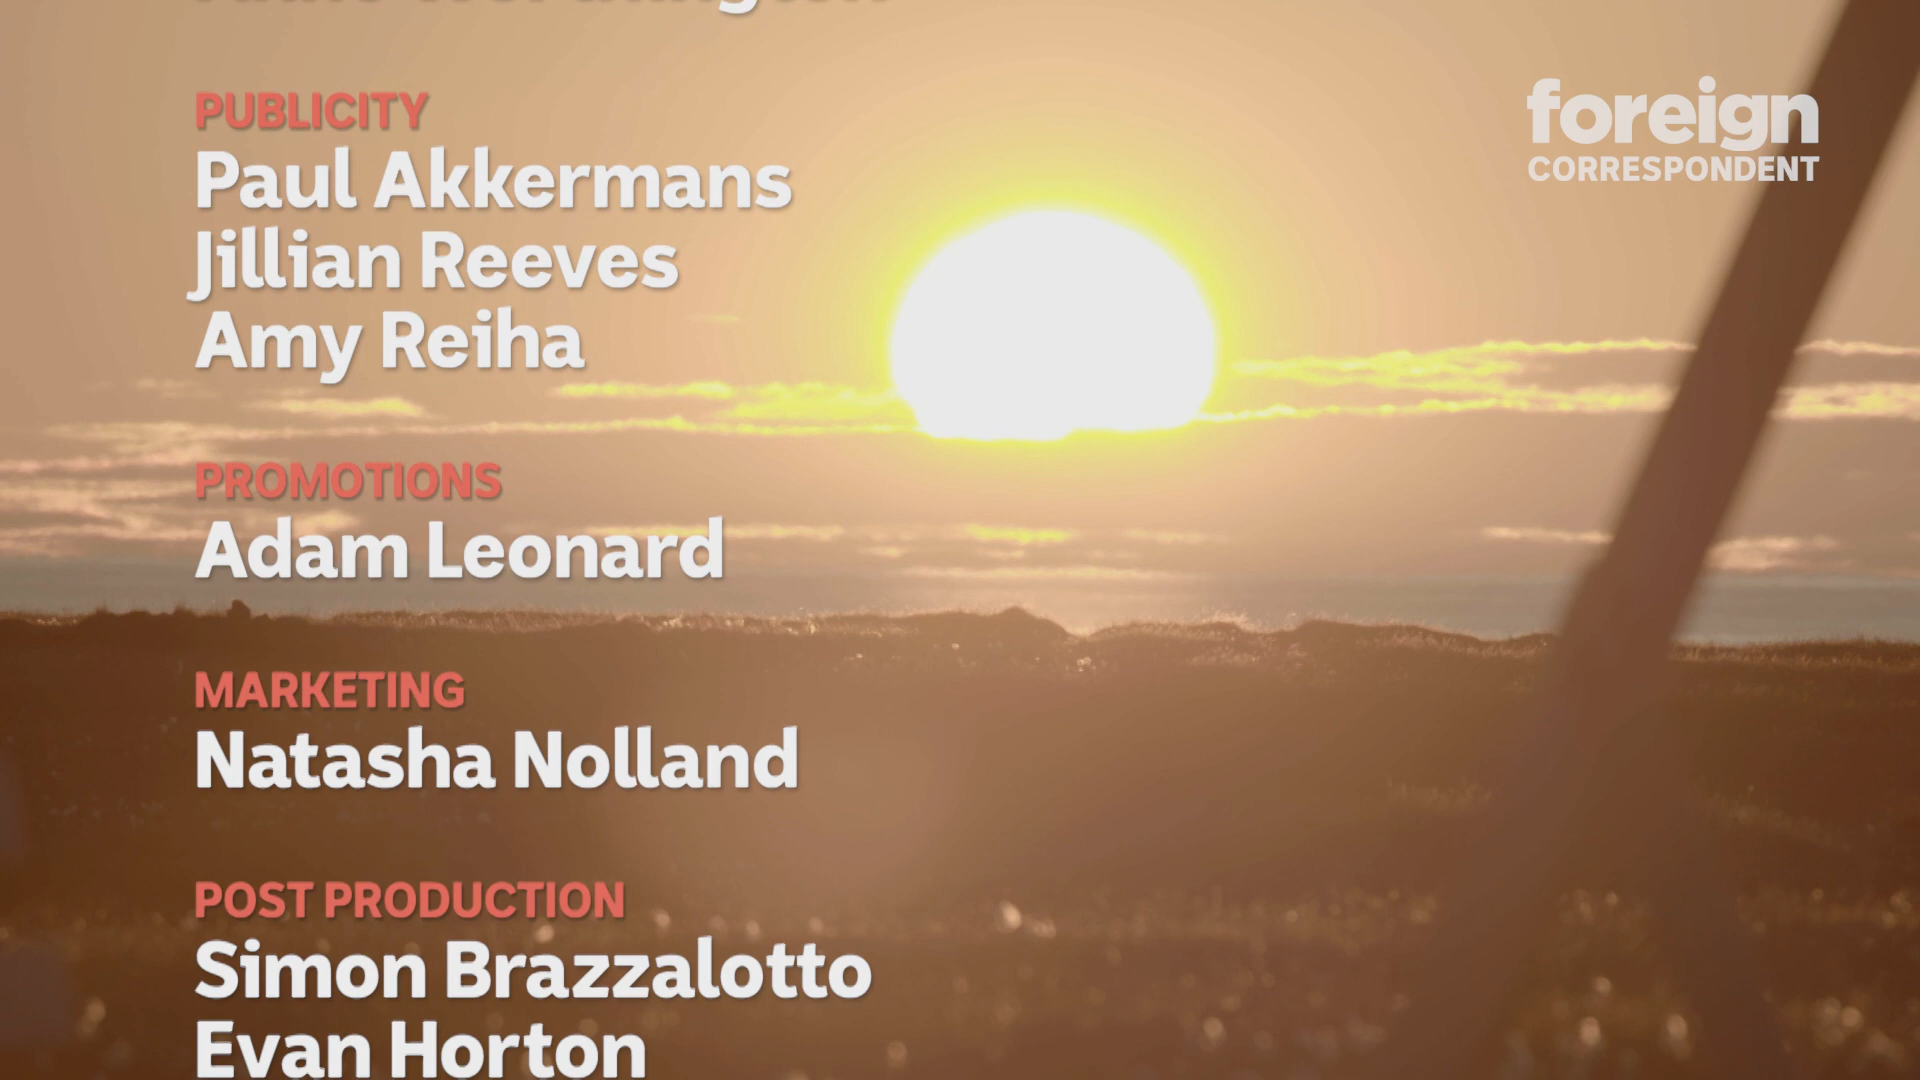 foreign
CORRESPONDENT
PUBLICITY
Paul Akkermans
Jillian Reeves
Amy Reiha
PROMOTIONS
Adam Leonard
MARKETING
Natasha Nolland
POST PRODUCTION
Simon Brazzalotto
Evan Horton